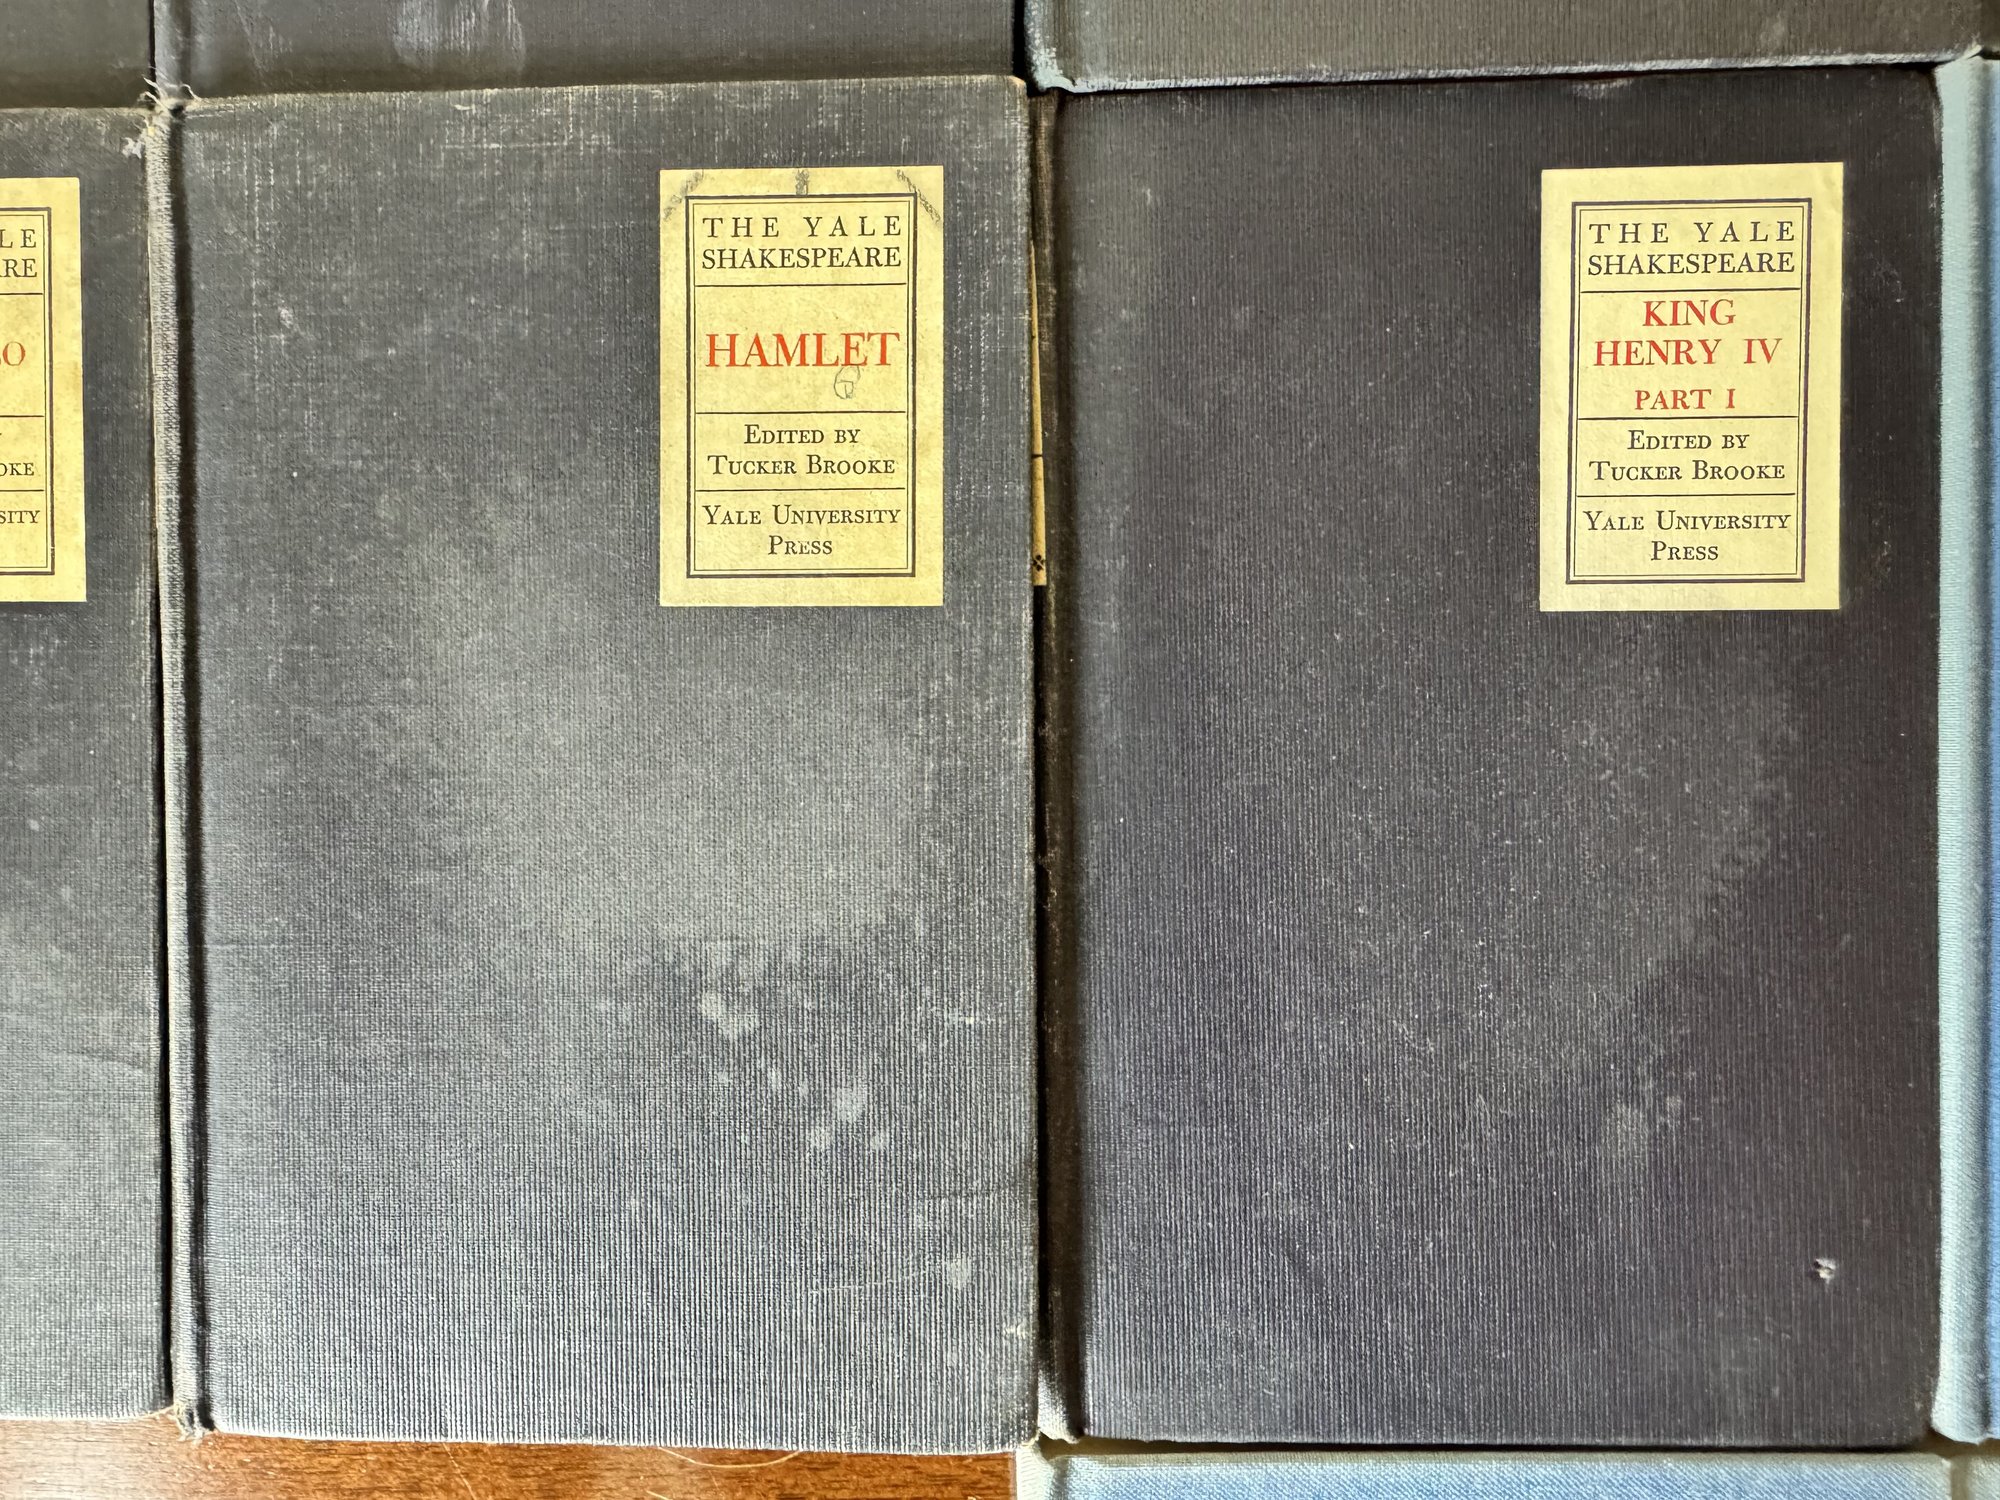 THE YALE
SHAKESPEARE
HAMLET
EDITED BY
TUCKER BROOKE
YALE UNIVERSITY
PRESS
THE YALE
SHAKESPEARE
KING
HENRY IV
PART I
EDITED BY
TUCKER BROOKE
YALE UNIVERSITY
PRESS